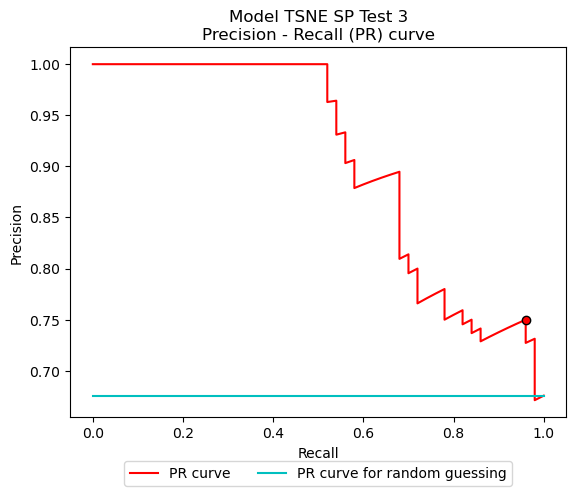 Model TSNE SP Test 3
Precision - Recall (PR) curve
1.00
0.95
0.90
0.85
0.80
0.75
0.70
Precision
0.0 0.2 0.4 0.6 0.8 1.0
Recall
PR curve PR curve for random guessing